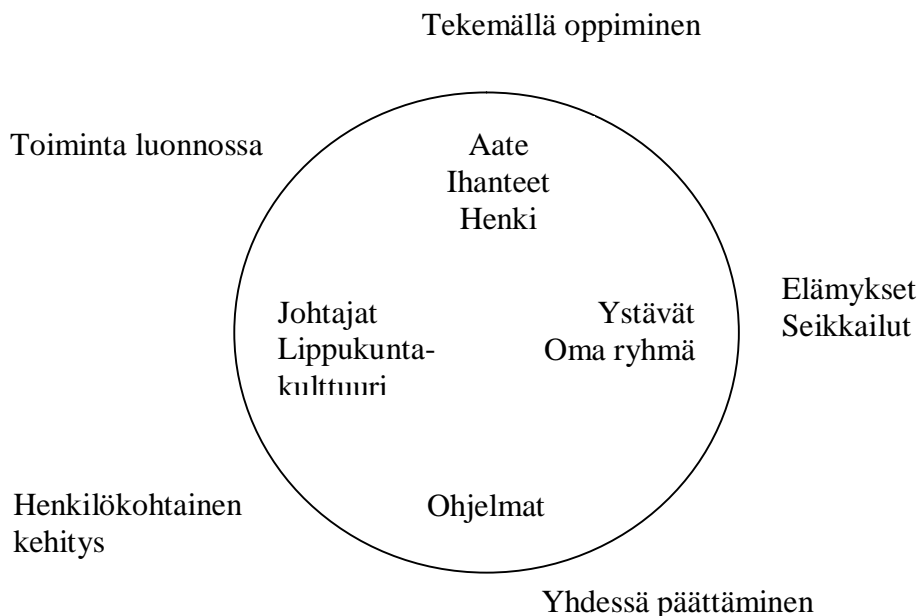 Tekemällä oppiminen
Toiminta luonnossa
Aate
Ihanteet
Henki
Elämykset
Seikkailut
Johtajat
Lippukunta-
kulttuuri
Ystävät
Oma ryhmä
Henkilökohtainen
kehitys
Ohjelmat
Yhdessä päättäminen